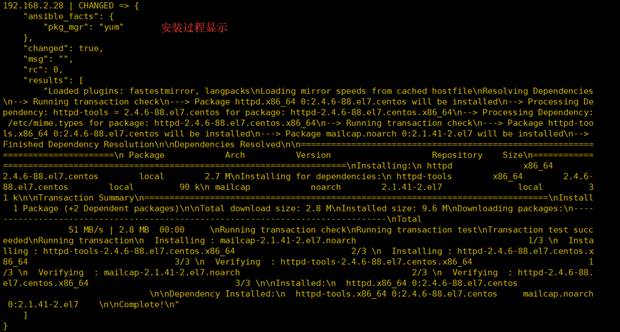 192.168.2.28 | CHANGED => {
"ansible_facts": {
"pkg_mgr": "yum" 安装过程显示
},
"changed": true,
"msg": "",
"rc": 0,
"results": [
"Loaded plugins: fastestmirror, langpacks\nLoading mirror speeds from cached hostfile\nResolving Dependencies
\n--> Running transaction check\n---> Package httpd.x86_64 0:2.4.6-88.el7.centos will be installed\n--> Processing De
pendency: httpd-tools = 2.4.6-88.el7.centos for package: httpd-2.4.6-88.el7.centos.x86_64\n--> Processing Dependency:
/etc/mime.types for package: httpd-2.4.6-88.el7.centos.x86_64\n--> Running transaction check\n---> Package httpd-too
ls.x86_64 0:2.4.6-88.el7.centos will be installed\n---> Package mailcap.noarch 0:2.1.41-2.el7 will be installed\n-->
Finished Dependency Resolution\n\nDependencies Resolved\n\n================================================================
========================\n Package Arch Version Repository Size\n============
==================================================================\nInstalling:\n httpd x86_64
2.4.6-88.el7.centos local 2.7 M\nInstalling for dependencies:\n httpd-tools x86_64 2.4.6-
88.el7.centos local 90 k\n mailcap noarch 2.1.41-2.el7 local 3
1 k\n\nTransaction Summary\n================================================================================\nInstall
1 Package (+2 Dependent packages)\n\nTotal download size: 2.8 M\nInstalled size: 9.6 M\nDownloading packages:\n----
--------------------------------------------------------------------------------\nTotal
51 MB/s | 2.8 MB 00:00 \nRunning transaction check\nRunning transaction test\nTransaction test succ
eeded\nRunning transaction\n Installing : mailcap-2.1.41-2.el7.noarch 1/3 \n Insta
lling : httpd-tools-2.4.6-88.el7.centos.x86_64 2/3 \n Installing : httpd-2.4.6-88.el7.centos.x
86_64 3/3 \n Verifying : httpd-tools-2.4.6-88.el7.centos.x86_64 1
/3 \n Verifying : mailcap-2.1.41-2.el7.noarch 2/3 \n Verifying : httpd-2.4.6-88.
el7.centos.x86_64 3/3 \n\nInstalled:\n httpd.x86_64 0:2.4.6-88.el7.centos
\n\nDependency Installed:\n httpd-tools.x86_64 0:2.4.6-88.el7.centos mailcap.noarch
0:2.1.41-2.el7 \n\nComplete!\n"
]
}